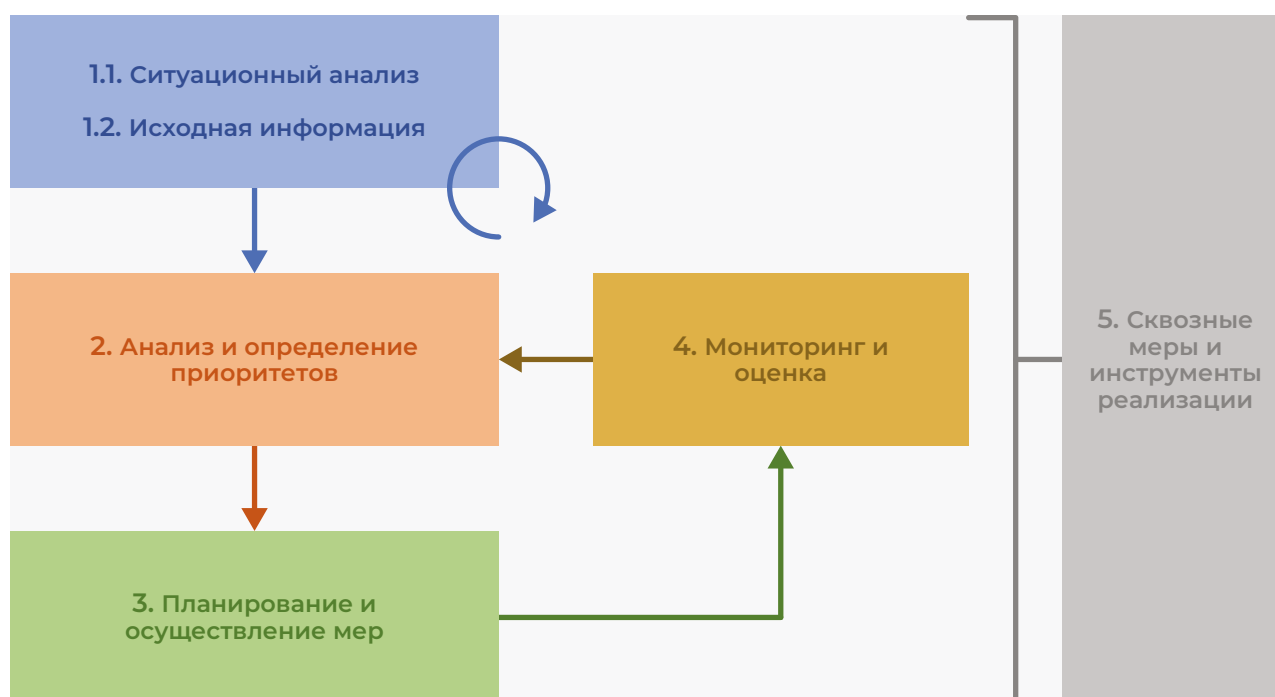 1.1. Ситуационный анализ
1.2. Исходная информация
2. Анализ и определение
приоритетов
4. Мониторинг и
оценка
5. Сквозные
меры и
инструменты
реализации
3. Планирование и
осуществление мер